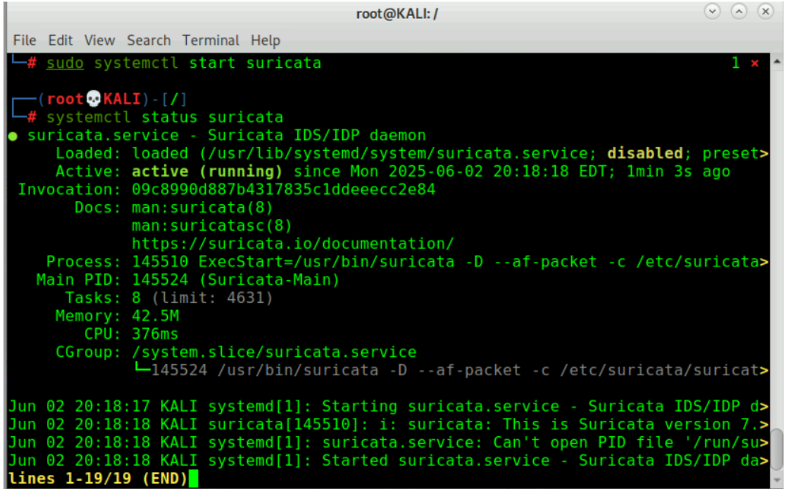 root@KALI: /
File Edit View Search Terminal Help
└─# sudo systemctl start suricata 1 ×
┌──(root💀KALI)-[/]
└─# systemctl status suricata
● suricata.service - Suricata IDS/IDP daemon
Loaded: loaded (/usr/lib/systemd/system/suricata.service; disabled; preset>
Active: active (running) since Mon 2025-06-02 20:18:18 EDT; 1min 3s ago
Invocation: 09c8990d887b4317835c1ddeeecc2e84
Docs: man:suricata(8)
man:suricatasc(8)
https://suricata.io/documentation/
Process: 145510 ExecStart=/usr/bin/suricata -D --af-packet -c /etc/suricata>
Main PID: 145524 (Suricata-Main)
Tasks: 8 (limit: 4631)
Memory: 42.5M
CPU: 376ms
CGroup: /system.slice/suricata.service
└─145524 /usr/bin/suricata -D --af-packet -c /etc/suricata/suricat>
Jun 02 20:18:17 KALI systemd[1]: Starting suricata.service - Suricata IDS/IDP d>
Jun 02 20:18:18 KALI suricata[145510]: i: suricata: This is Suricata version 7.>
Jun 02 20:18:18 KALI systemd[1]: suricata.service: Can't open PID file '/run/su>
Jun 02 20:18:18 KALI systemd[1]: Started suricata.service - Suricata IDS/IDP da>
lines 1-19/19 (END)